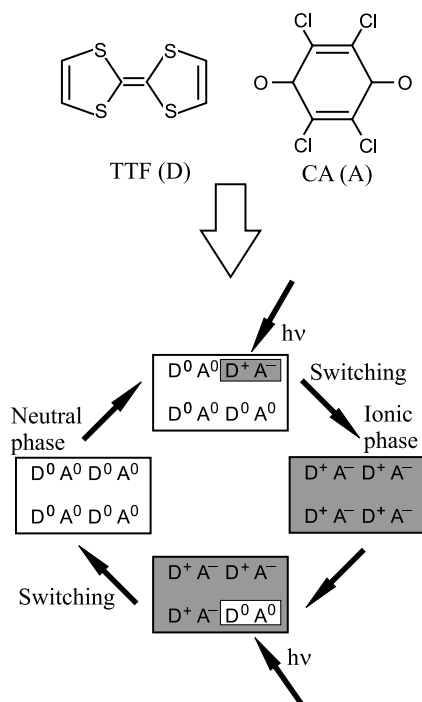 Cl Cl
S S
O O
S S
Cl Cl
TTF (D) CA (A)
hν
D⁰ A⁰ D⁺ A⁻
D⁰ A⁰ D⁰ A⁰
Switching
Neutral
phase
Ionic
phase
D⁰ A⁰ D⁰ A⁰
D⁰ A⁰ D⁰ A⁰
D⁺ A⁻ D⁺ A⁻
D⁺ A⁻ D⁺ A⁻
D⁺ A⁻ D⁺ A⁻
D⁺ A⁻ D⁰ A⁰
Switching
hν